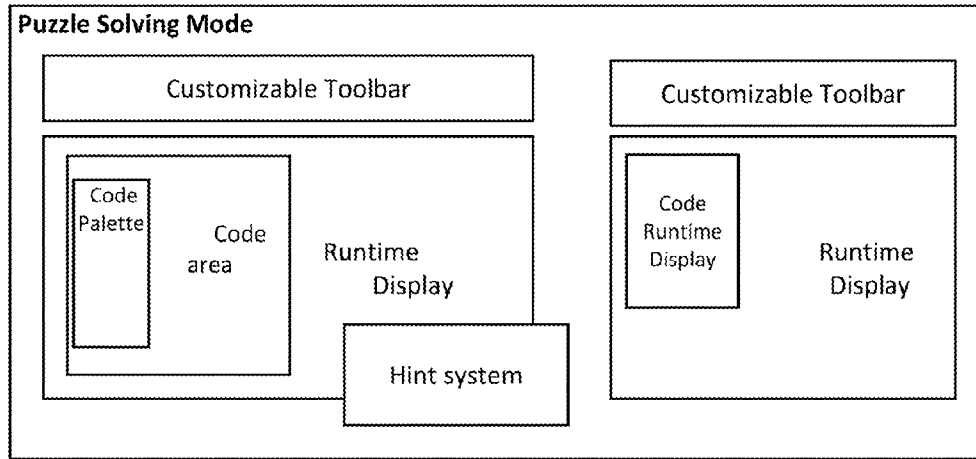 Puzzle Solving Mode
Customizable Toolbar
Code
Palette
Code
area
Runtime
Display
Hint system
Customizable Toolbar
Code
Runtime
Display
Runtime
Display